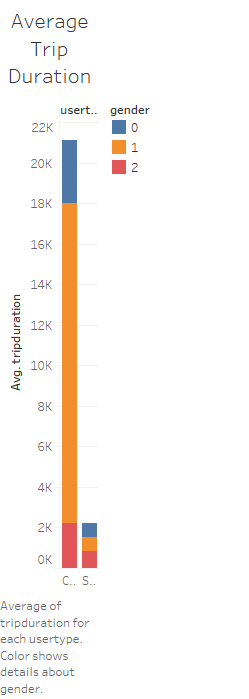 Average
Trip
Duration
usert.. gender
0
1
2
22K
20K
18K
16K
14K
12K
10K
8K
6K
4K
2K
0K
Avg. tripduration
C.. S..
Average of
tripduration for
each usertype.
Color shows
details about
gender.